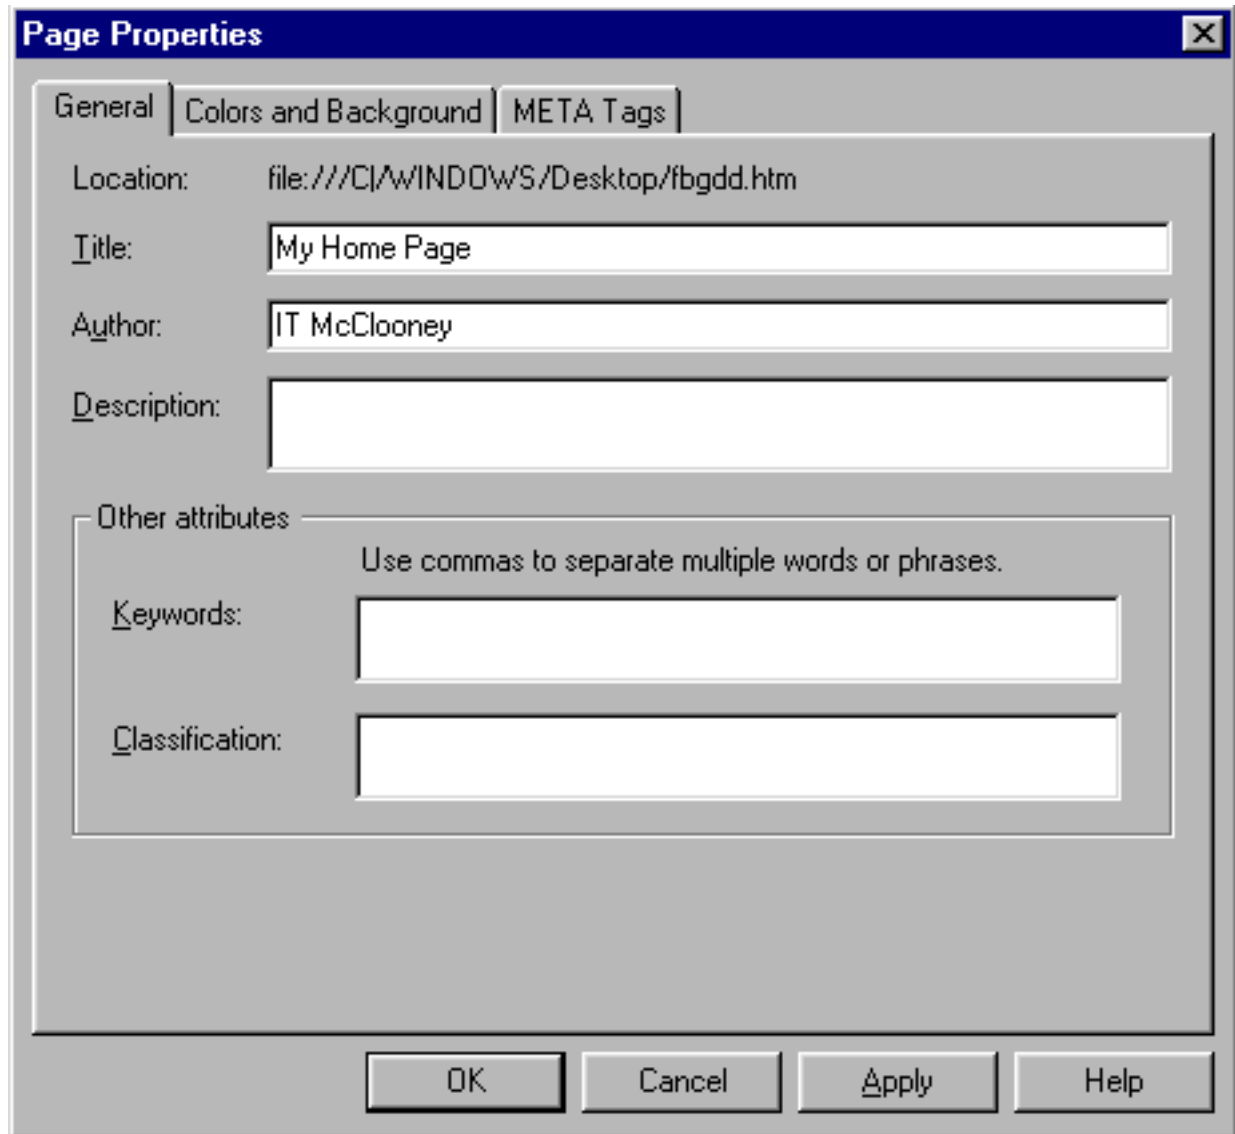 Page Properties
General Colors and Background META Tags
Location: file:///C|/WINDOWS/Desktop/fbgdd.htm
Title: My Home Page
Author: IT McClooney
Description:
Other attributes
Use commas to separate multiple words or phrases.
Keywords:
Classification:
OK Cancel Apply Help